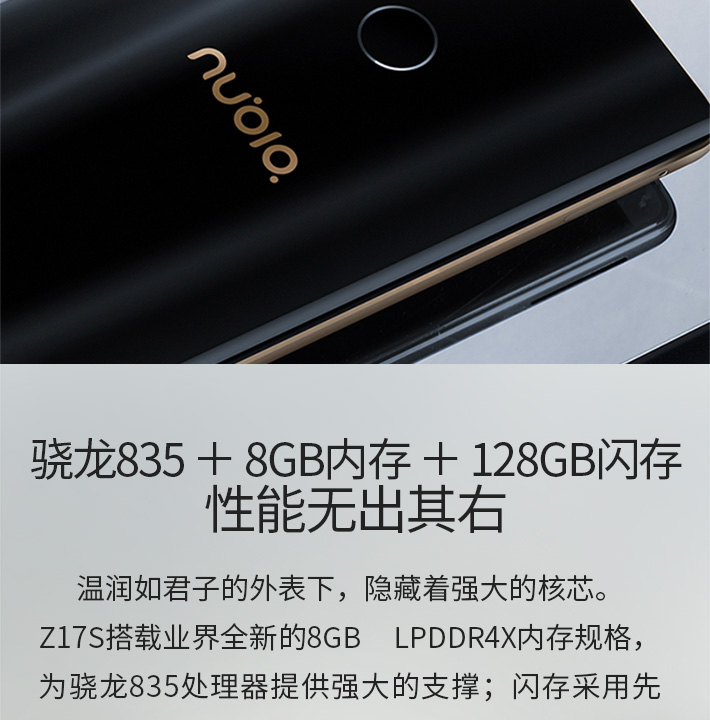 nubia
骁龙835 + 8GB内存 + 128GB闪存
性能无出其右
温润如君子的外表下，隐藏着强大的核芯。
Z17S搭载业界全新的8GB LPDDR4X内存规格，
为骁龙835处理器提供强大的支撑；闪存采用先